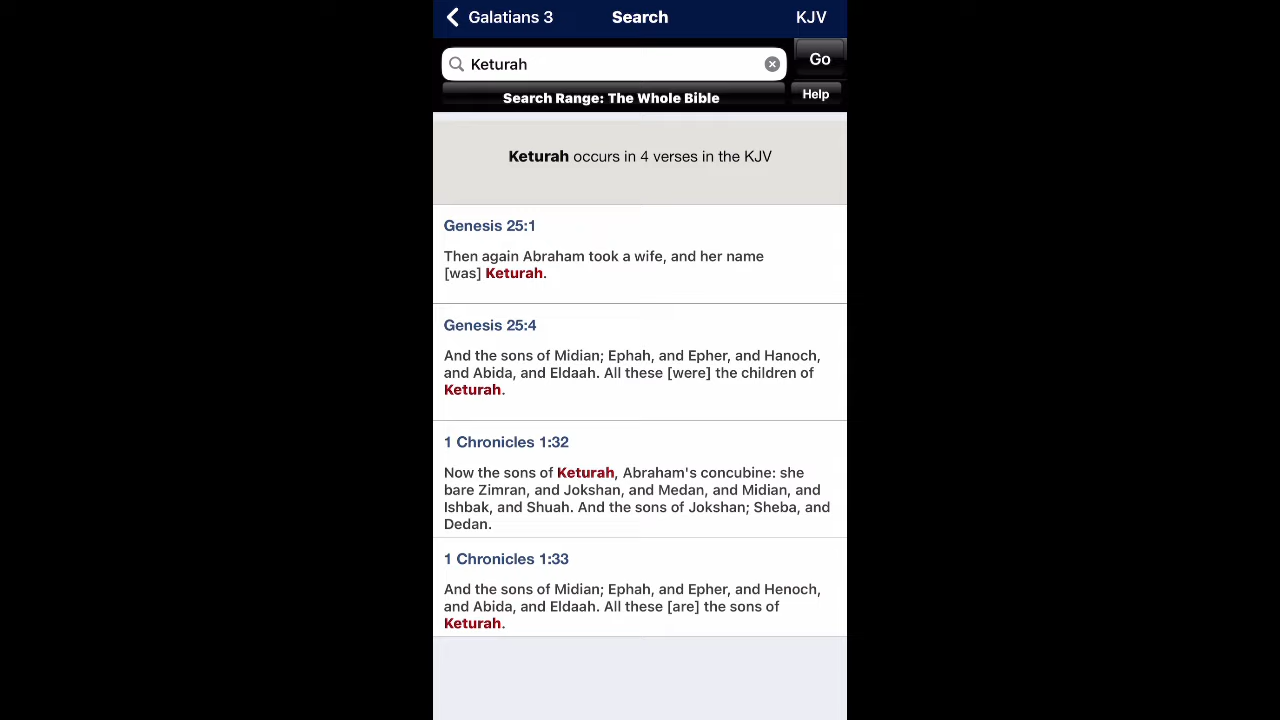 Galatians 3 Search KJV
Keturah Go
Search Range: The Whole Bible Help
Keturah occurs in 4 verses in the KJV
Genesis 25:1
Then again Abraham took a wife, and her name
[was] Keturah.
Genesis 25:4
And the sons of Midian; Ephah, and Epher, and Hanoch,
and Abida, and Eldaah. All these [were] the children of
Keturah.
1 Chronicles 1:32
Now the sons of Keturah, Abraham's concubine: she
bare Zimran, and Jokshan, and Medan, and Midian, and
Ishbak, and Shuah. And the sons of Jokshan; Sheba, and
Dedan.
1 Chronicles 1:33
And the sons of Midian; Ephah, and Epher, and Henoch,
and Abida, and Eldaah. All these [are] the sons of
Keturah.